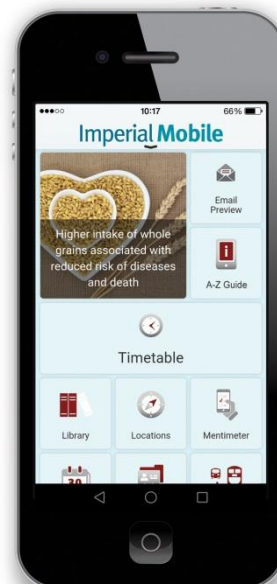 10:17
66%
Imperial Mobile
Higher intake of whole
grains associated with
reduced risk of diseases
and death
Email
Preview
A-Z Guide
Timetable
Library
Locations
Mentimeter
30